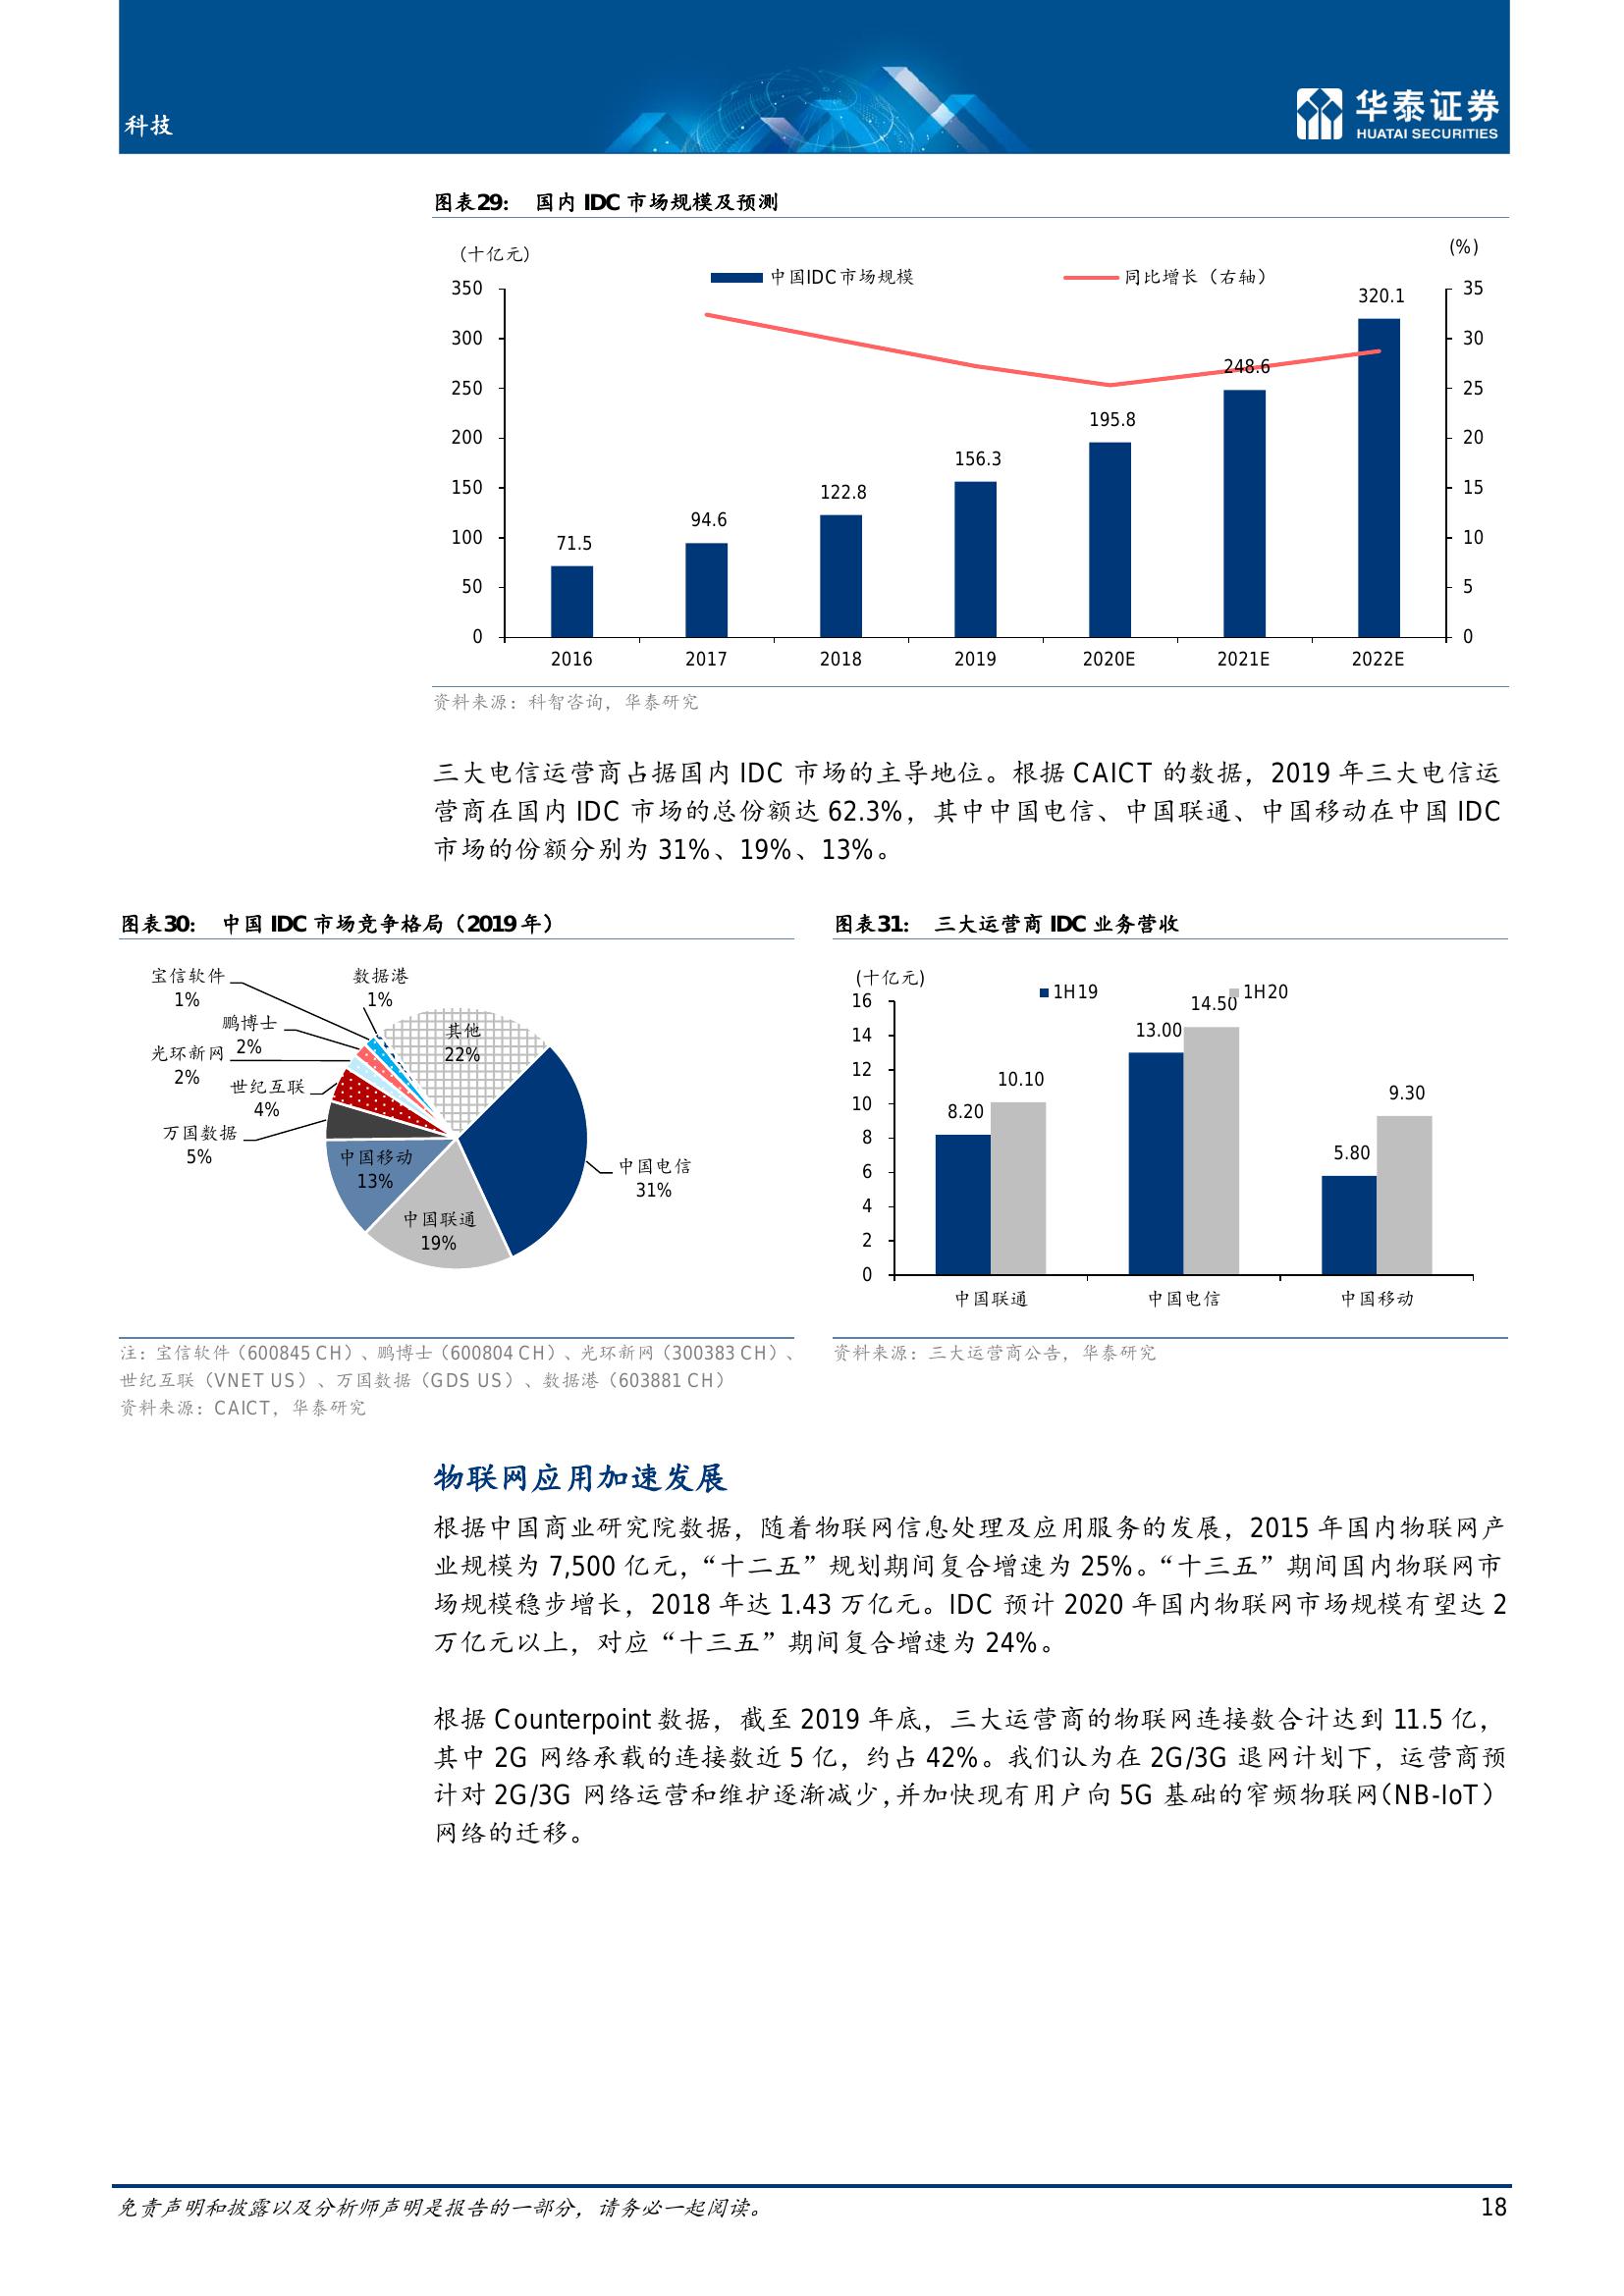 科技
华泰证券
HUATAI SECURITIES
图表29: 国内 IDC 市场规模及预测
(十亿元)
(%)
中国IDC市场规模
同比增长（右轴）
350
300
250
200
150
100
50
0
35
30
25
20
15
10
5
0
71.5
94.6
122.8
156.3
195.8
248.6
320.1
2016
2017
2018
2019
2020E
2021E
2022E
资料来源：科智咨询，华泰研究
三大电信运营商占据国内 IDC 市场的主导地位。根据 CAICT 的数据，2019 年三大电信运
营商在国内 IDC 市场的总份额达 62.3%，其中中国电信、中国联通、中国移动在中国 IDC
市场的份额分别为 31%、19%、13%。
图表30: 中国 IDC 市场竞争格局（2019 年）
宝信软件
1%
数据港
1%
鹏博士
2%
光环新网
2%
世纪互联
4%
万国数据
5%
其他
22%
中国移动
13%
中国联通
19%
中国电信
31%
注：宝信软件（600845 CH）、鹏博士（600804 CH）、光环新网（300383 CH）、
世纪互联（VNET US）、万国数据（GDS US）、数据港（603881 CH）
资料来源：CAICT，华泰研究
图表31: 三大运营商 IDC 业务营收
(十亿元)
1H19
1H20
16
14
12
10
8
6
4
2
0
8.20
10.10
13.00
14.50
5.80
9.30
中国联通
中国电信
中国移动
资料来源：三大运营商公告，华泰研究
物联网应用加速发展
根据中国商业研究院数据，随着物联网信息处理及应用服务的发展，2015 年国内物联网产
业规模为 7,500 亿元，“十二五”规划期间复合增速为 25%。“十三五”期间国内物联网市
场规模稳步增长，2018 年达 1.43 万亿元。IDC 预计 2020 年国内物联网市场规模有望达 2
万亿元以上，对应“十三五”期间复合增速为 24%。
根据 Counterpoint 数据，截至 2019 年底，三大运营商的物联网连接数合计达到 11.5 亿，
其中 2G 网络承载的连接数近 5 亿，约占 42%。我们认为在 2G/3G 退网计划下，运营商预
计对 2G/3G 网络运营和维护逐渐减少，并加快现有用户向 5G 基础的窄频物联网（NB-IoT）
网络的迁移。
免责声明和披露以及分析师声明是报告的一部分，请务必一起阅读。
18